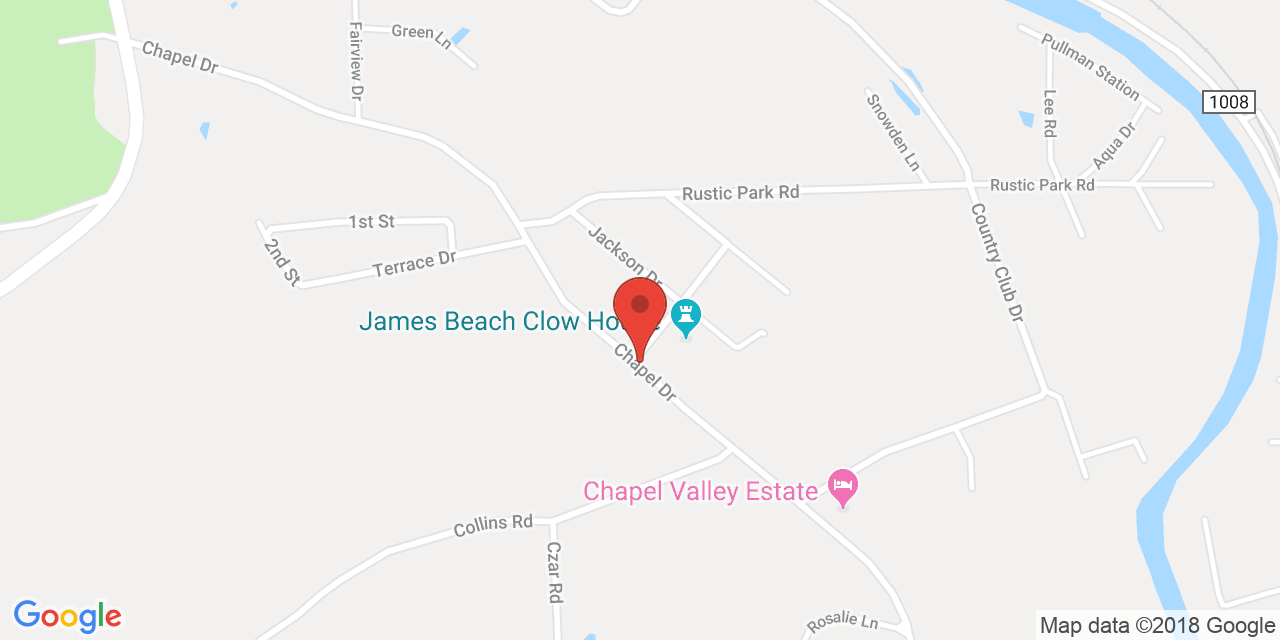 Green Ln
Fairview Dr
Chapel Dr
Pullman Station
Lee Rd
1008
Snowden Ln
Aqua Dr
Rustic Park Rd
Rustic Park Rd
1st St
2nd St
Terrace Dr
Jackson Dr
Country Club Dr
James Beach Clow House
Chapel Dr
Chapel Valley Estate
Collins Rd
Czar Rd
Rosalie Ln
Google
Map data ©2018 Google